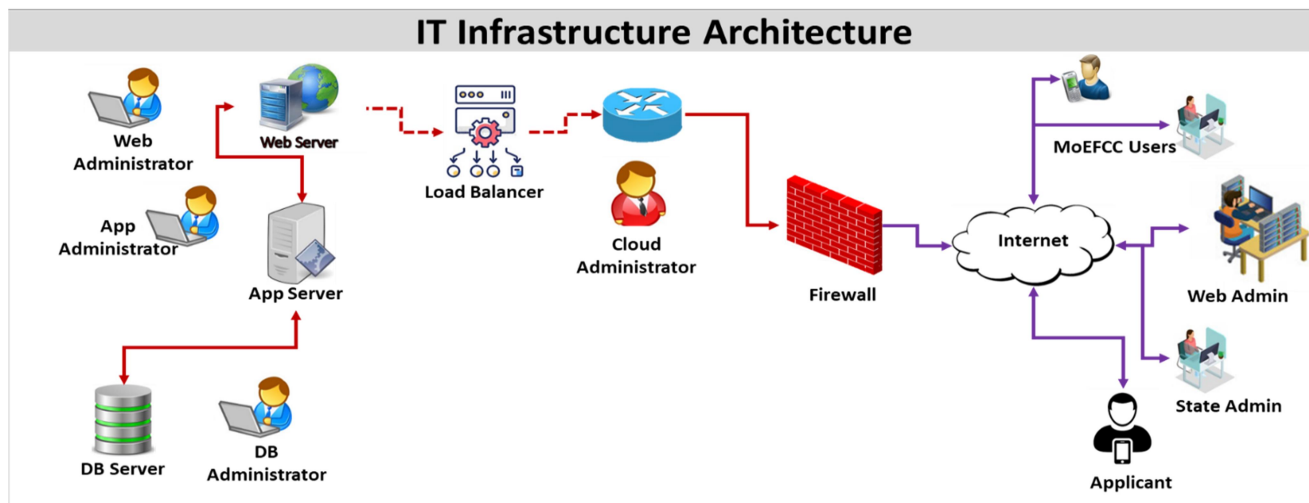 IT Infrastructure Architecture
Web
Administrator
Web Server
App
Administrator
App Server
DB Server
DB
Administrator
Load Balancer
Cloud
Administrator
Firewall
Internet
MoEFCC Users
Web Admin
State Admin
Applicant